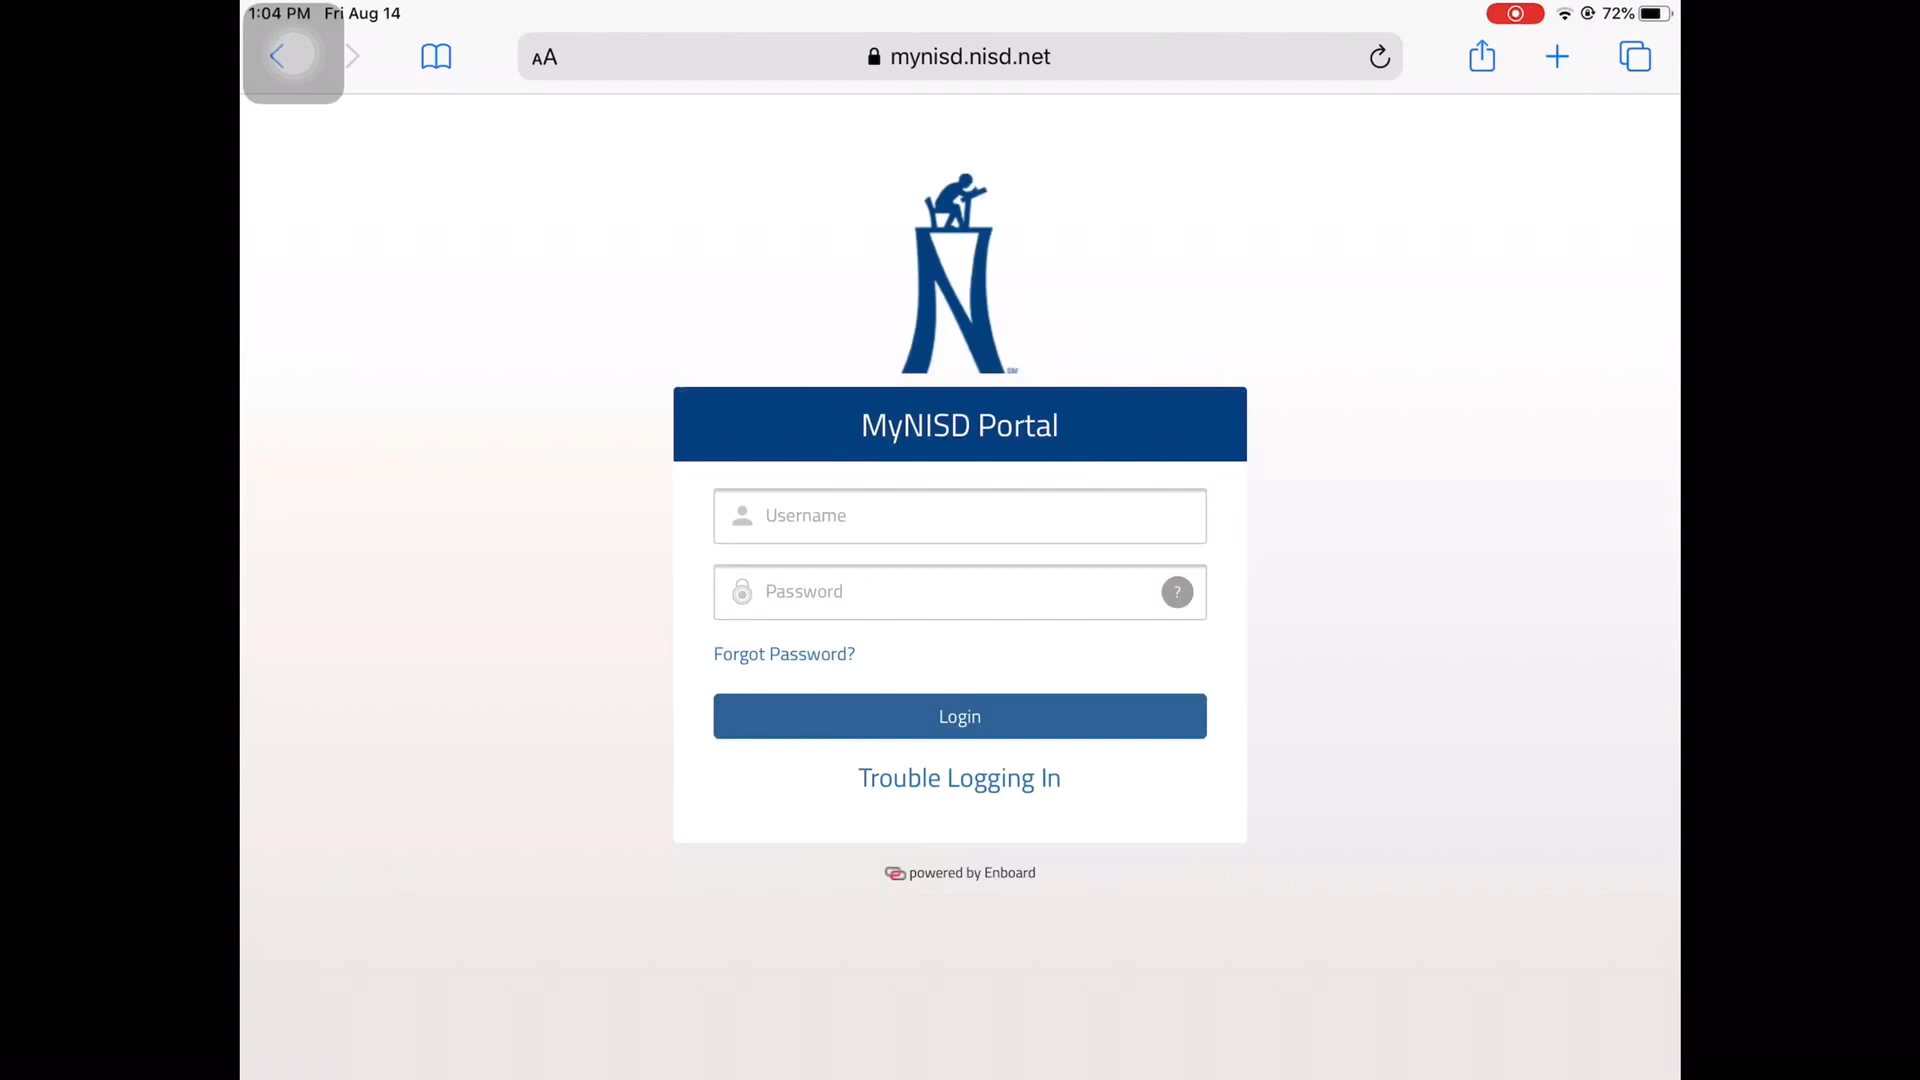 1:04 PM Fri Aug 14
72%
AA
mynisd.nisd.net
N
SM
MyNISD Portal
Username
Password
?
Forgot Password?
Login
Trouble Logging In
powered by Enboard